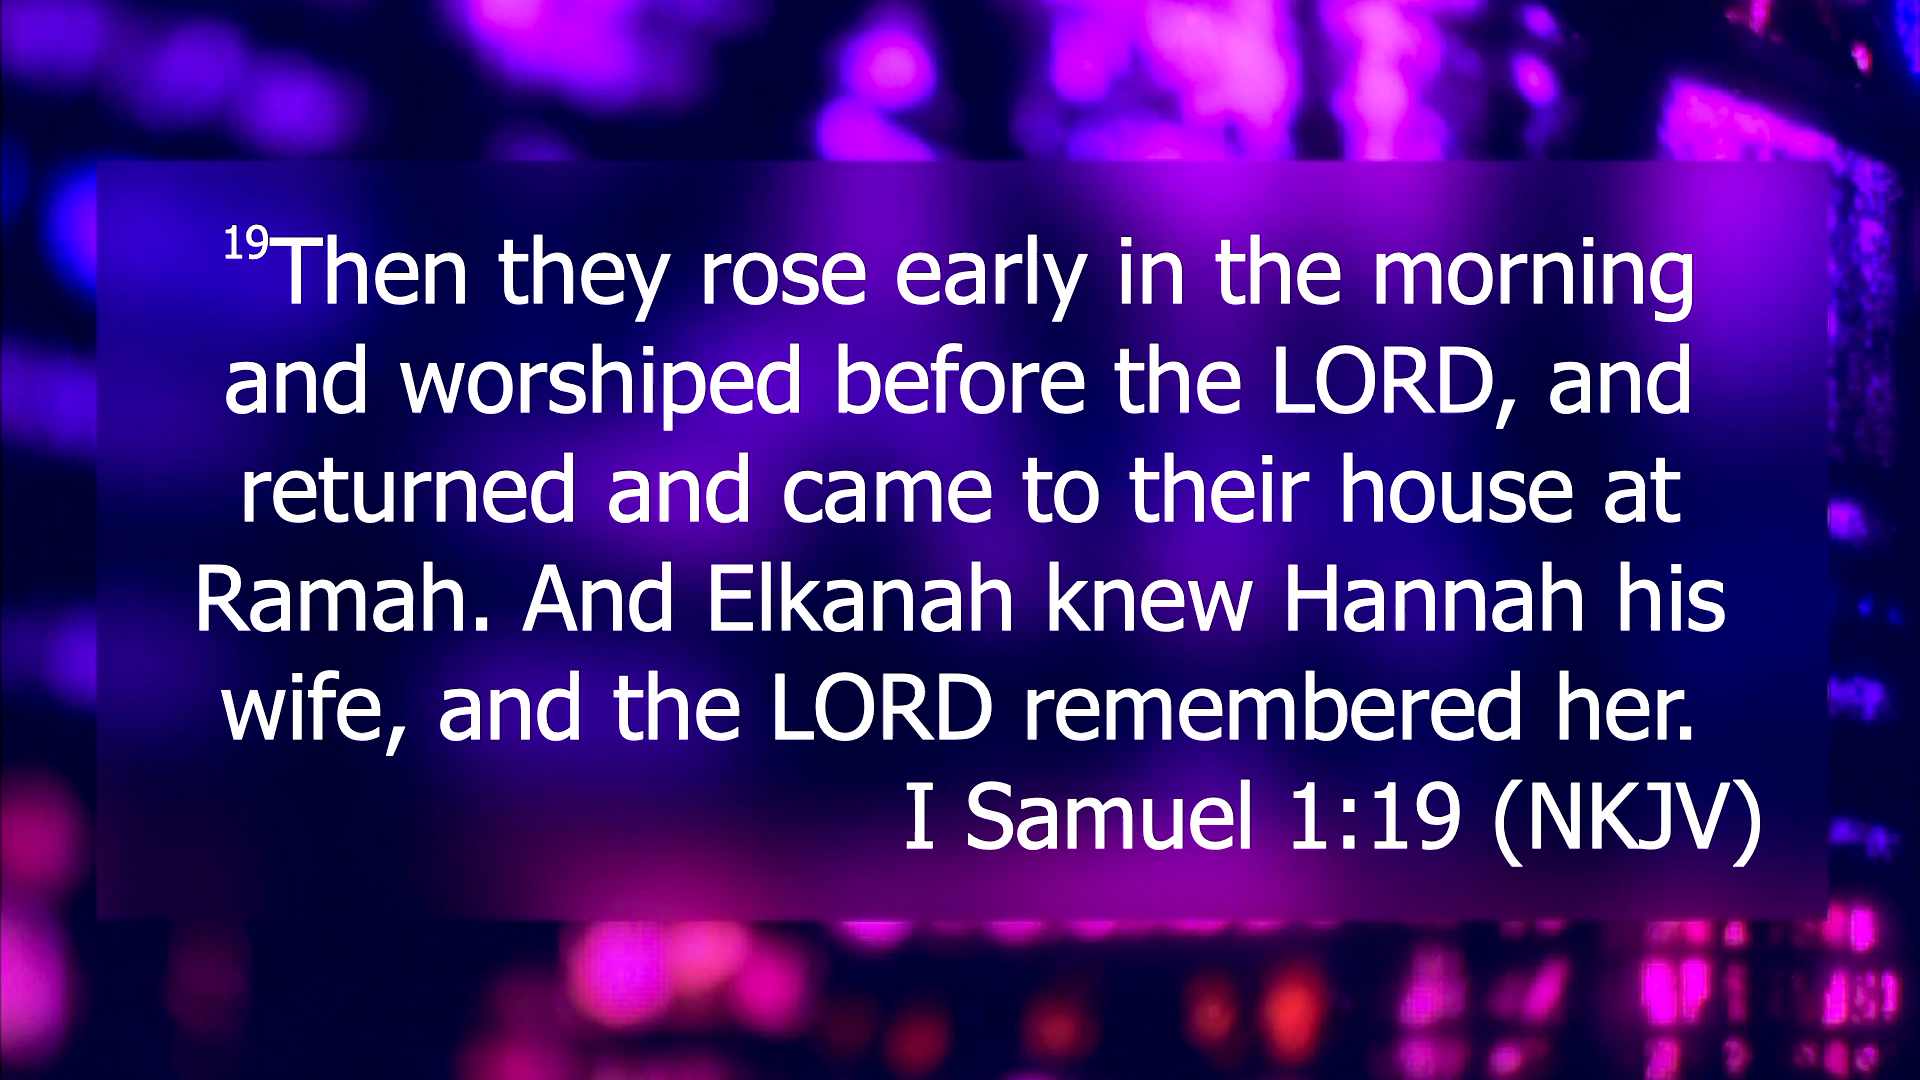 19Then they rose early in the morning
and worshiped before the LORD, and
returned and came to their house at
Ramah. And Elkanah knew Hannah his
wife, and the LORD remembered her.
I Samuel 1:19 (NKJV)